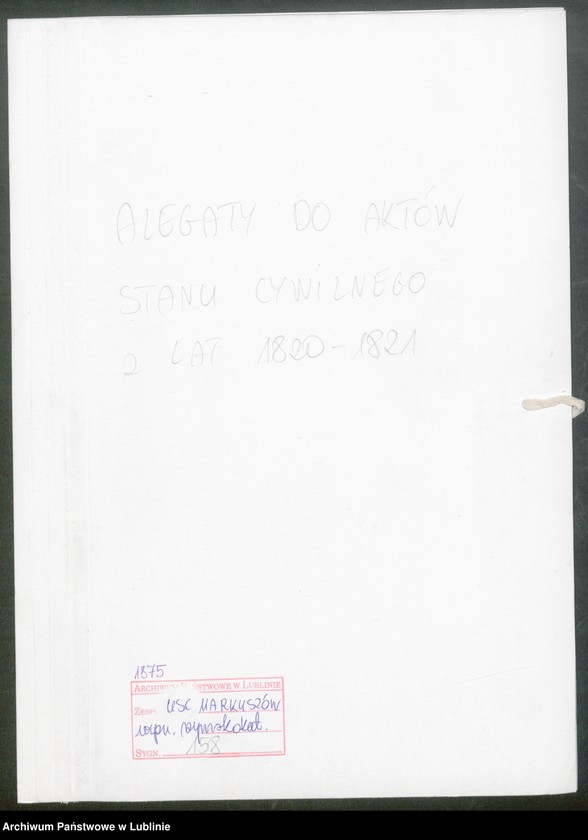 ALEGATY DO AKTÓW
STANU CYWILNEGO
z LAT 1820-1821
1875
ARCHIWUM PAŃSTWOWE W LUBLINIE
ZESP. USC MARKUSZÓW
wyzn. rzymskokat.
SYGN. 158
Archiwum Państwowe w Lublinie